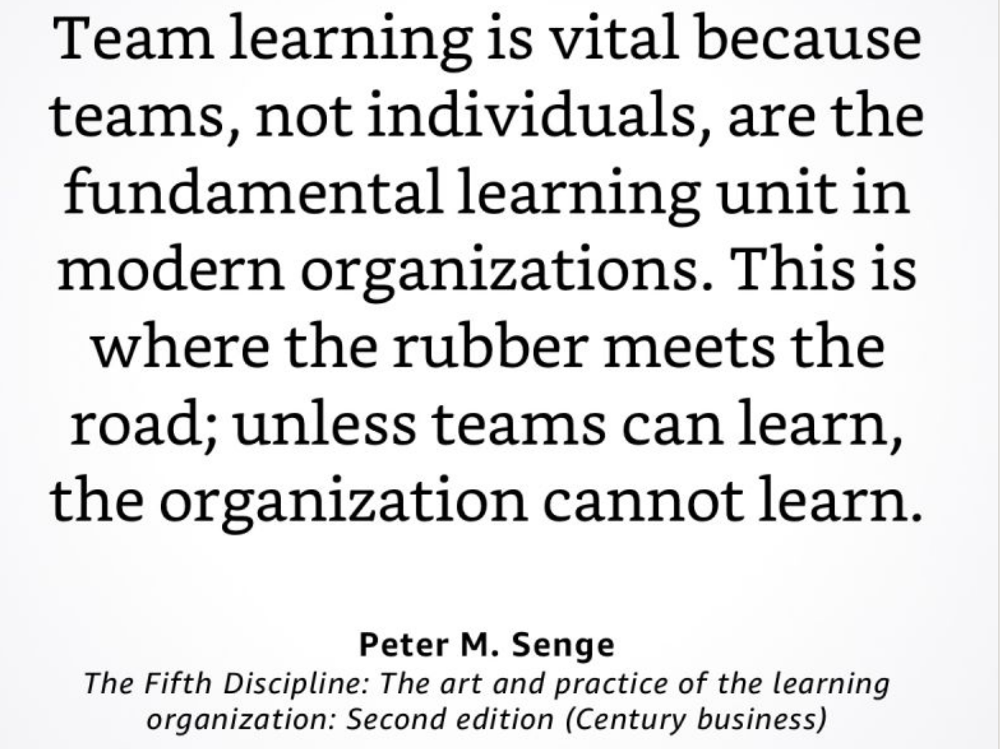 Team learning is vital because
teams, not individuals, are the
fundamental learning unit in
modern organizations. This is
where the rubber meets the
road; unless teams can learn,
the organization cannot learn.
Peter M. Senge
The Fifth Discipline: The art and practice of the learning
organization: Second edition (Century business)